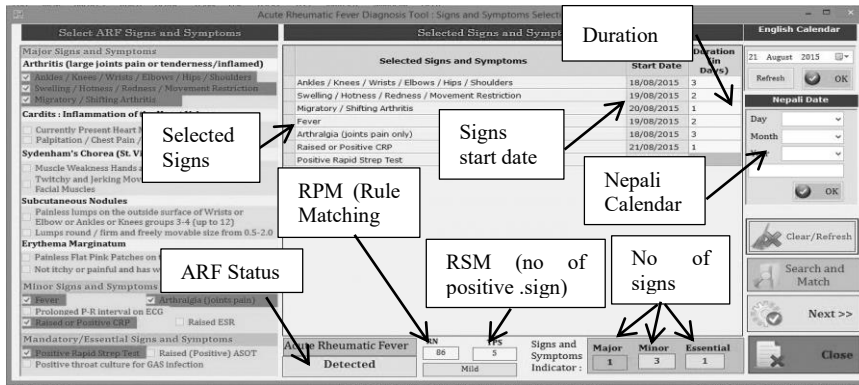 Acute Rheumatic Fever Diagnosis Tool : Signs and Symptoms Selecti
Select ARF Signs and Symptoms
Major Signs and Symptoms
Arthritis (large joints pain or tenderness/inflamed)
Ankles / Knees / Wrists / Elbows / Hips / Shoulders
Swelling / Hotness / Redness / Movement Restriction
Migratory / Shifting Arthritis
Cardits : Inflammation of
Currently Present Heart
Palpitation / Chest Pain /
Sydenham's Chorea (St. Vi
Muscle Weakness Hands
Twitchy and Jerking Mov
Facial Muscles
Subcutaneous Nodules
Painless lumps on the outside surface of Wrists or
Elbow or Ankles or Knees groups 3-4 (up to 12)
Lumps round / firm and freely movable size from 0.5-2.0
Erythema Marginatum
Painless Flat Pink Patches on
Not itchy or painful and has
Minor Signs and Symptoms
Fever Arthralgia (joints pain)
Prolonged P-R interval on ECG
Raised or Positive CRP Raised ESR
Mandatory/Essential Signs and Symptoms
Positive Rapid Strep Test Raised (Positive) ASOT
Positive throat culture for GAS infection
Selected Signs and Sympt
Selected Signs and Symptoms Start Date Duration (in Days)
Ankles / Knees / Wrists / Elbows / Hips / Shoulders 18/08/2015 3
Swelling / Hotness / Redness / Movement Restriction 19/08/2015 2
Migratory / Shifting Arthritis 20/08/2015 1
Fever 19/08/2015 2
Arthralgia (joints pain only) 18/08/2015 3
Raised or Positive CRP 21/08/2015 1
Positive Rapid Strep Test
Duration
Selected
Signs
Signs
start date
Nepali
Calendar
RPM (Rule
Matching
RSM (no of
positive .sign)
No of
signs
ARF Status
Acute Rheumatic Fever
Detected
RN TPS
86 5
Mild
Signs and
Symptoms
Indicator :
Major Minor Essential
1 3 1
English Calendar
21 August 2015
Refresh OK
Nepali Date
Day
Month
OK
Clear/Refresh
Search and
Match
Next >>
Close